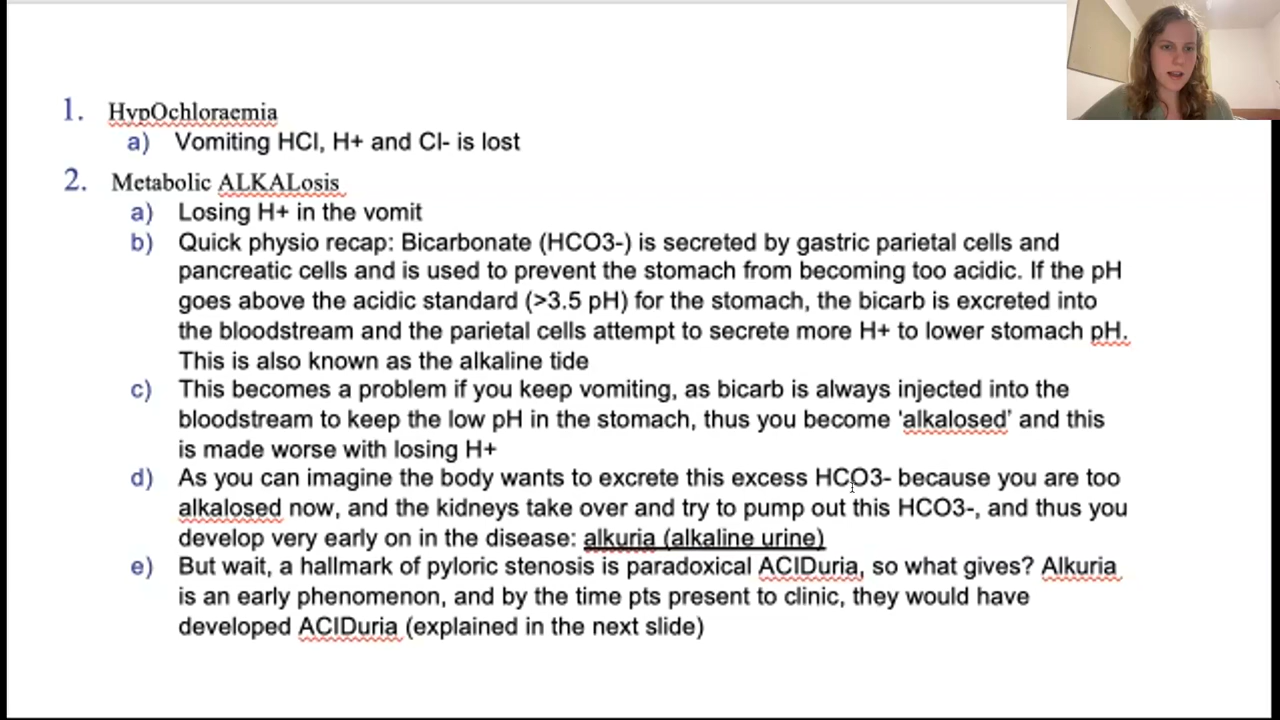 1. HypOchloraemia
a) Vomiting HCl, H+ and Cl- is lost
2. Metabolic ALKALosis
a) Losing H+ in the vomit
b) Quick physio recap: Bicarbonate (HCO3-) is secreted by gastric parietal cells and
pancreatic cells and is used to prevent the stomach from becoming too acidic. If the pH
goes above the acidic standard (>3.5 pH) for the stomach, the bicarb is excreted into
the bloodstream and the parietal cells attempt to secrete more H+ to lower stomach pH.
This is also known as the alkaline tide
c) This becomes a problem if you keep vomiting, as bicarb is always injected into the
bloodstream to keep the low pH in the stomach, thus you become 'alkalosed' and this
is made worse with losing H+
d) As you can imagine the body wants to excrete this excess HCO3- because you are too
alkalosed now, and the kidneys take over and try to pump out this HCO3-, and thus you
develop very early on in the disease: alkuria (alkaline urine)
e) But wait, a hallmark of pyloric stenosis is paradoxical ACIDuria, so what gives? Alkuria
is an early phenomenon, and by the time pts present to clinic, they would have
developed ACIDuria (explained in the next slide)